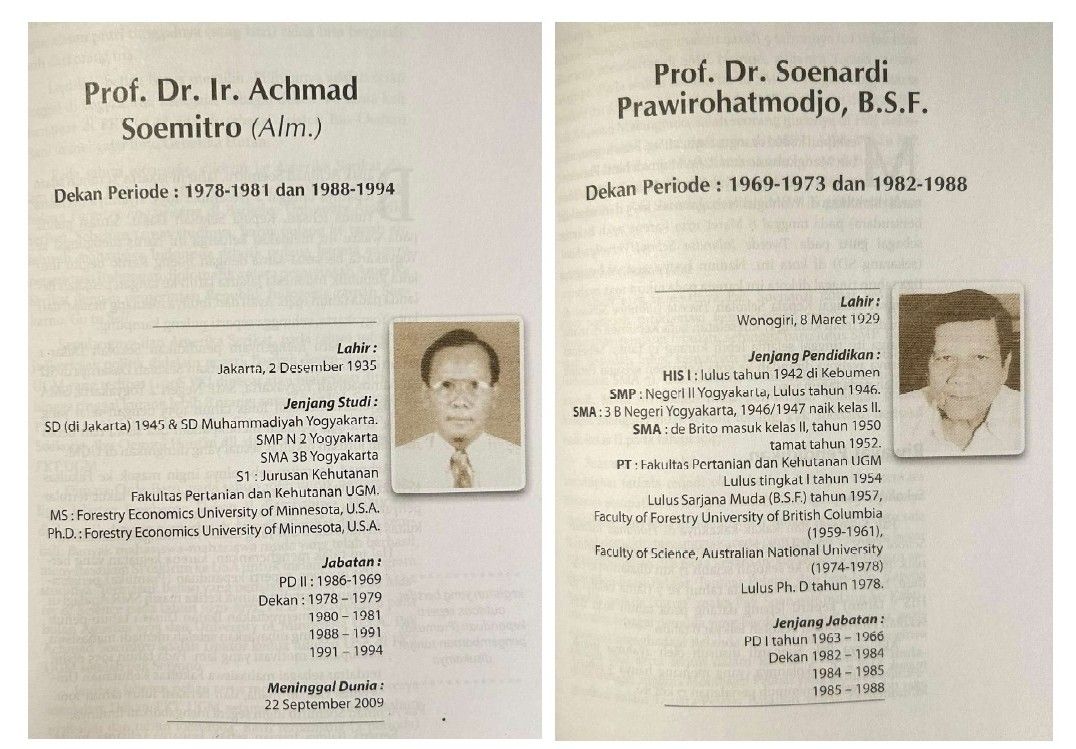 Prof. Dr. Ir. Achmad
Soemitro (Alm.)
Dekan Periode : 1978-1981 dan 1988-1994
Lahir :
Jakarta, 2 Desember 1935
Jenjang Studi :
SD (di Jakarta) 1945 & SD Muhammadiyah Yogyakarta.
SMP N 2 Yogyakarta
SMA 3B Yogyakarta
S1 : Jurusan Kehutanan
Fakultas Pertanian dan Kehutanan UGM.
MS : Forestry Economics University of Minnesota, U.S.A.
Ph.D. : Forestry Economics University of Minnesota, U.S.A.
Jabatan :
PD II : 1986-1969
Dekan : 1978 – 1979
1980 – 1981
1988 – 1991
1991 – 1994
Meninggal Dunia :
22 September 2009
Prof. Dr. Soenardi
Prawirohatmodjo, B.S.F.
Dekan Periode : 1969-1973 dan 1982-1988
Lahir :
Wonogiri, 8 Maret 1929
Jenjang Pendidikan :
HIS I : lulus tahun 1942 di Kebumen
SMP : Negeri II Yogyakarta, Lulus tahun 1946.
SMA : 3 B Negeri Yogyakarta, 1946/1947 naik kelas II.
SMA : de Brito masuk kelas II, tahun 1950
tamat tahun 1952.
PT : Fakultas Pertanian dan Kehutanan UGM
Lulus tingkat I tahun 1954
Lulus Sarjana Muda (B.S.F.) tahun 1957,
Faculty of Forestry University of British Columbia
(1959-1961),
Faculty of Science, Australian National University
(1974-1978)
Lulus Ph. D tahun 1978.
Jenjang Jabatan :
PD I tahun 1963 – 1966
Dekan 1982 – 1984
1984 – 1985
1985 – 1988